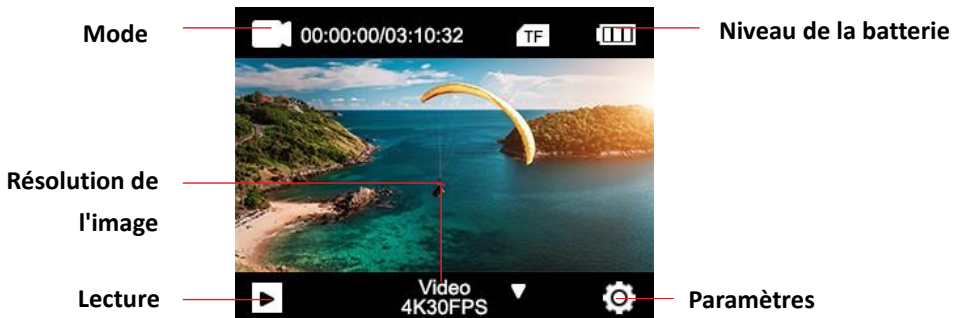 Mode
00:00:00/03:10:32
TF
Niveau de la batterie
Résolution de
l'image
Lecture
Video
4K30FPS
Paramètres